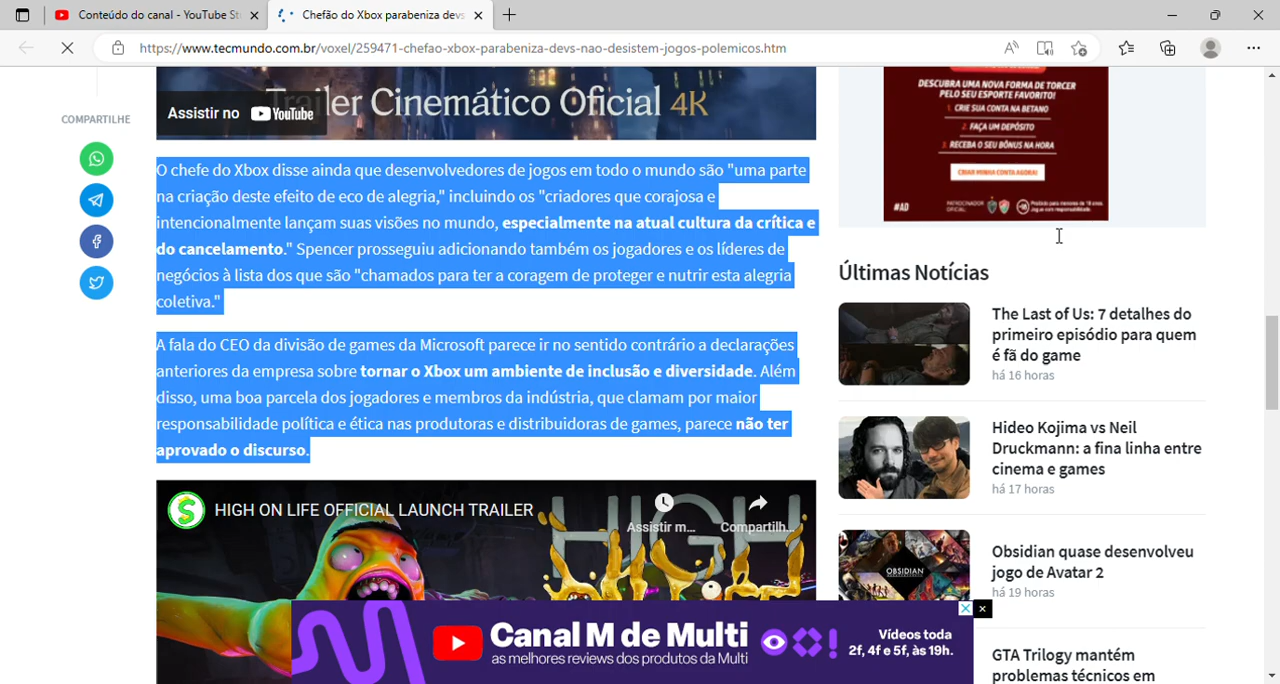 Conteúdo do canal - YouTube St
Chefão do Xbox parabeniza devs
https://www.tecmundo.com.br/voxel/259471-chefao-xbox-parabeniza-devs-nao-desistem-jogos-polemicos.htm
COMPARTILHE
Trailer Cinemático Oficial 4K
Assistir no YouTube
O chefe do Xbox disse ainda que desenvolvedores de jogos em todo o mundo são "uma parte
na criação deste efeito de eco de alegria," incluindo os "criadores que corajosa e
intencionalmente lançam suas visões no mundo, especialmente na atual cultura da crítica e
do cancelamento." Spencer prosseguiu adicionando também os jogadores e os líderes de
negócios à lista dos que são "chamados para ter a coragem de proteger e nutrir esta alegria
coletiva."
A fala do CEO da divisão de games da Microsoft parece ir no sentido contrário a declarações
anteriores da empresa sobre tornar o Xbox um ambiente de inclusão e diversidade. Além
disso, uma boa parcela dos jogadores e membros da indústria, que clamam por maior
responsabilidade política e ética nas produtoras e distribuidoras de games, parece não ter
aprovado o discurso.
HIGH ON LIFE OFFICIAL LAUNCH TRAILER
Assistir m...
Compartilh...
HIGH
DESCUBRA UMA NOVA FORMA DE TORCER
PELO SEU ESPORTE FAVORITO!
1. CRIE SUA CONTA NA BETANO
2. FAÇA UM DEPÓSITO
3. RECEBA O SEU BÔNUS NA HORA
CRIAR MINHA CONTA AGORA!
#AD
PATROCINADOR
OFICIAL
Proibido para menores de 18 anos.
Jogue com responsabilidade.
Últimas Notícias
The Last of Us: 7 detalhes do
primeiro episódio para quem
é fã do game
há 16 horas
Hideo Kojima vs Neil
Druckmann: a fina linha entre
cinema e games
há 17 horas
OBSIDIAN
Obsidian quase desenvolveu
jogo de Avatar 2
há 19 horas
GTA Trilogy mantém
problemas técnicos em
Canal M de Multi
as melhores reviews dos produtos da Multi
Vídeos toda
2f, 4f e 5f, às 19h.